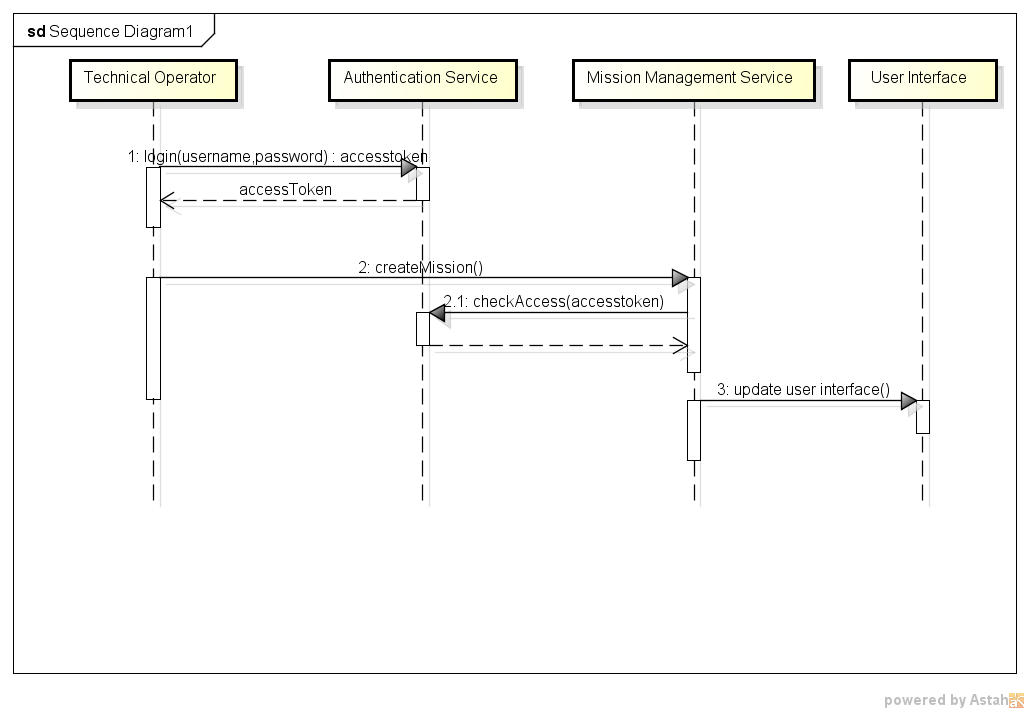 sd Sequence Diagram1
Technical Operator
Authentication Service
Mission Management Service
User Interface
1: login(username,password) : accesstoken
accessToken
2: createMission()
2.1: checkAccess(accesstoken)
3: update user interface()
powered by Astah